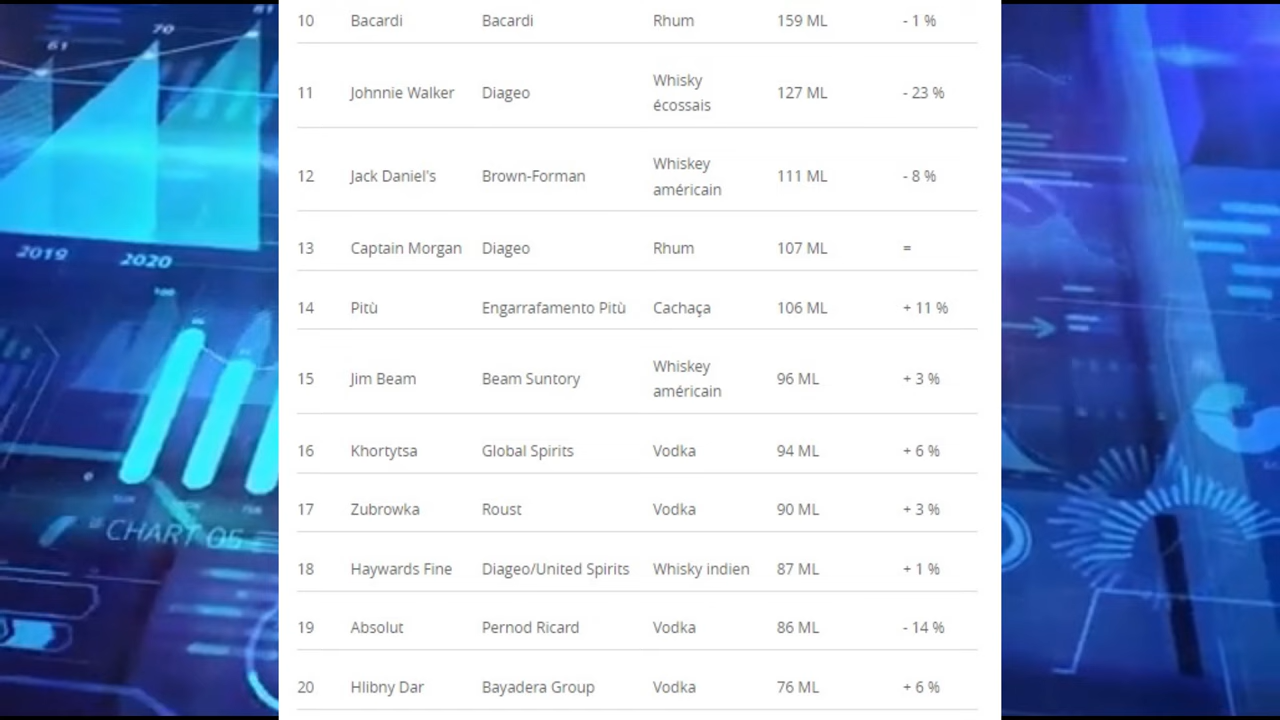 61
70
81
2019
2020
CHART 05
10 Bacardi Bacardi Rhum 159 ML - 1 %
11 Johnnie Walker Diageo Whisky écossais 127 ML - 23 %
12 Jack Daniel's Brown-Forman Whiskey américain 111 ML - 8 %
13 Captain Morgan Diageo Rhum 107 ML =
14 Pitù Engarrafamento Pitù Cachaça 106 ML + 11 %
15 Jim Beam Beam Suntory Whiskey américain 96 ML + 3 %
16 Khortytsa Global Spirits Vodka 94 ML + 6 %
17 Zubrowka Roust Vodka 90 ML + 3 %
18 Haywards Fine Diageo/United Spirits Whisky indien 87 ML + 1 %
19 Absolut Pernod Ricard Vodka 86 ML - 14 %
20 Hlibny Dar Bayadera Group Vodka 76 ML + 6 %